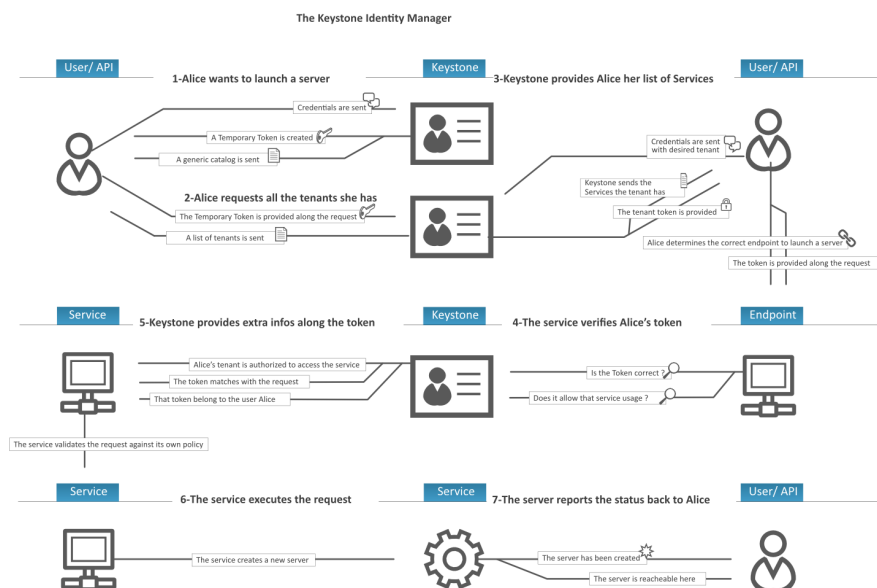 The Keystone Identity Manager
User/ API
Keystone
User/ API
1-Alice wants to launch a server
3-Keystone provides Alice her list of Services
Credentials are sent
A Temporary Token is created
A generic catalog is sent
Credentials are sent
with desired tenant
Keystone sends the
Services the tenant has
2-Alice requests all the tenants she has
The Temporary Token is provided along the request
The tenant token is provided
A list of tenants is sent
Alice determines the correct endpoint to launch a server
The token is provided along the request
Service
Keystone
Endpoint
5-Keystone provides extra infos along the token
4-The service verifies Alice's token
Alice's tenant is authorized to access the service
The token matches with the request
That token belong to the user Alice
Is the Token correct ?
Does it allow that service usage ?
The service validates the request against its own policy
Service
Service
User/ API
6-The service executes the request
7-The server reports the status back to Alice
The service creates a new server
The server has been created
The server is reacheable here